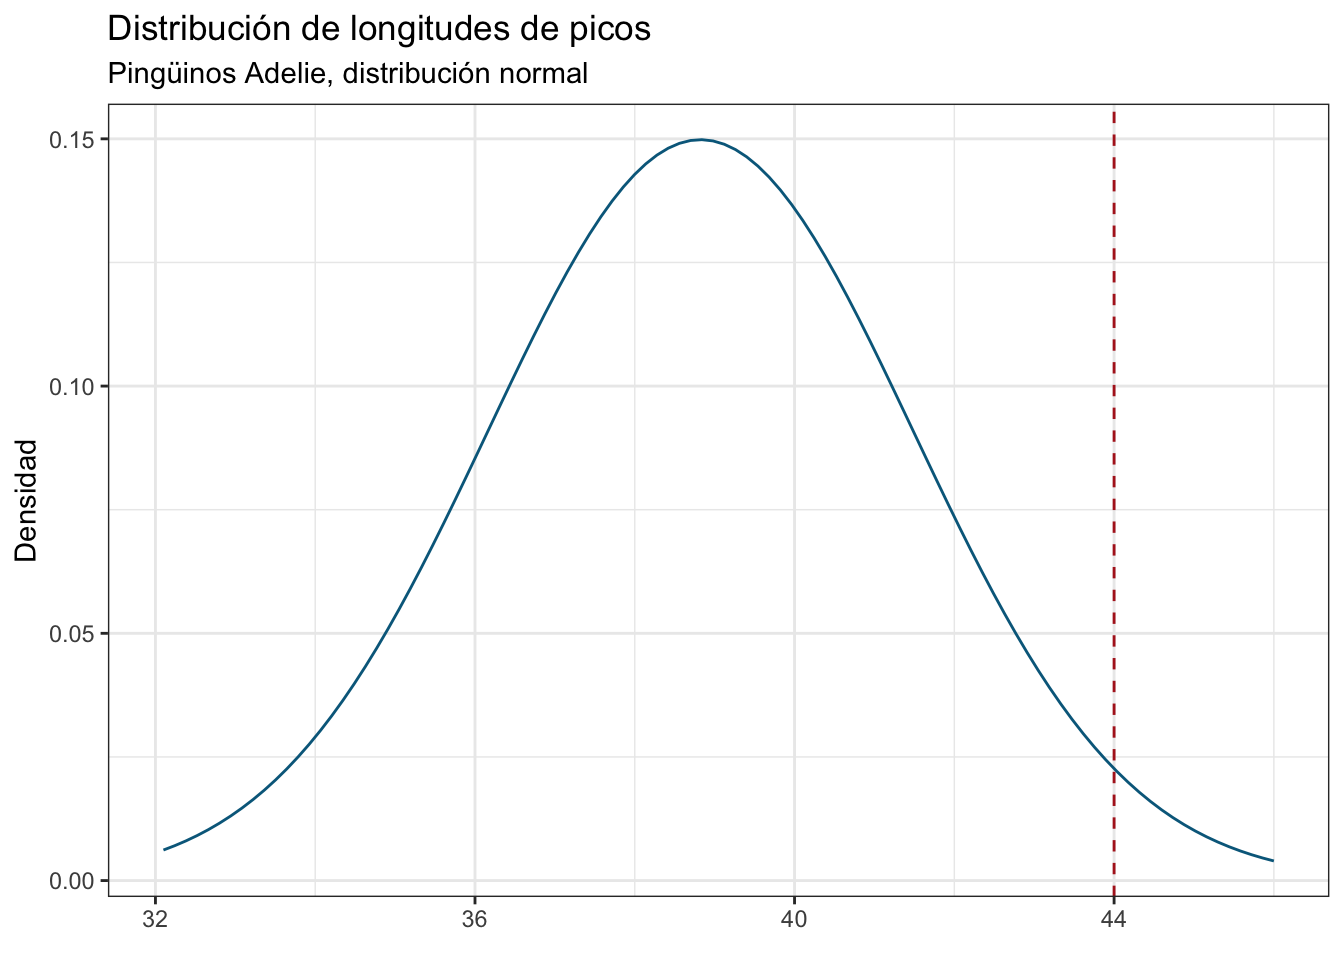 Distribución de longitudes de picos
Pingüinos Adelie, distribución normal
0.15
0.10
0.05
0.00
Densidad
32 36 40 44